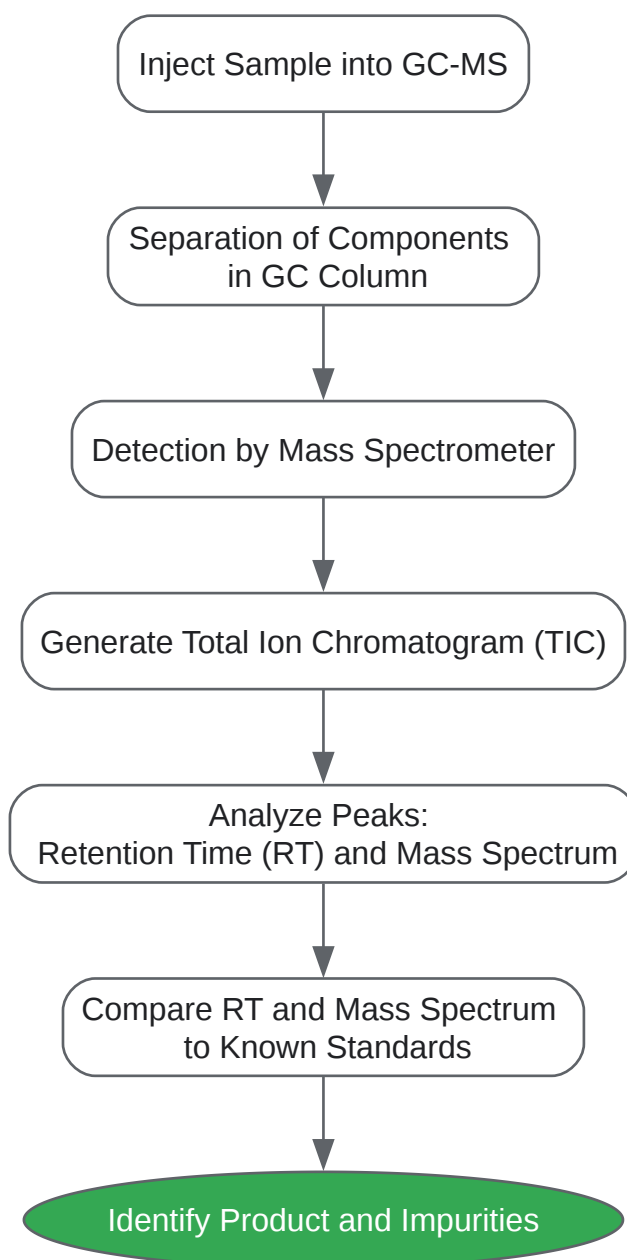 Inject Sample into GC-MS
Separation of Components
in GC Column
Detection by Mass Spectrometer
Generate Total Ion Chromatogram (TIC)
Analyze Peaks:
Retention Time (RT) and Mass Spectrum
Compare RT and Mass Spectrum
to Known Standards
Identify Product and Impurities